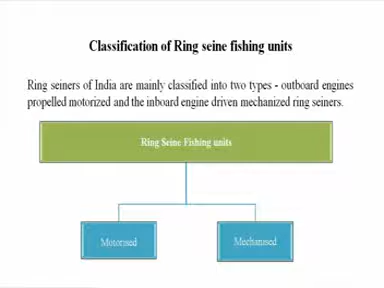 Classification of Ring seine fishing units
Ring seiners of India are mainly classified into two types - outboard engines
propelled motorized and the inboard engine driven mechanized ring seiners.
Ring Seine Fishing units
Motorised
Mechanised